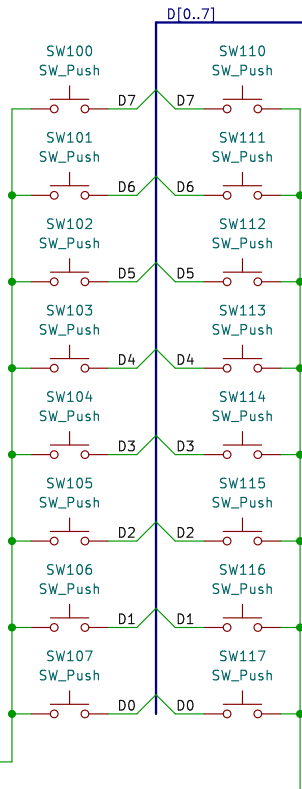 D[0..7]
SW100 SW110
SW_Push SW_Push
D7 D7
SW101 SW111
SW_Push SW_Push
D6 D6
SW102 SW112
SW_Push SW_Push
D5 D5
SW103 SW113
SW_Push SW_Push
D4 D4
SW104 SW114
SW_Push SW_Push
D3 D3
SW105 SW115
SW_Push SW_Push
D2 D2
SW106 SW116
SW_Push SW_Push
D1 D1
SW107 SW117
SW_Push SW_Push
D0 D0